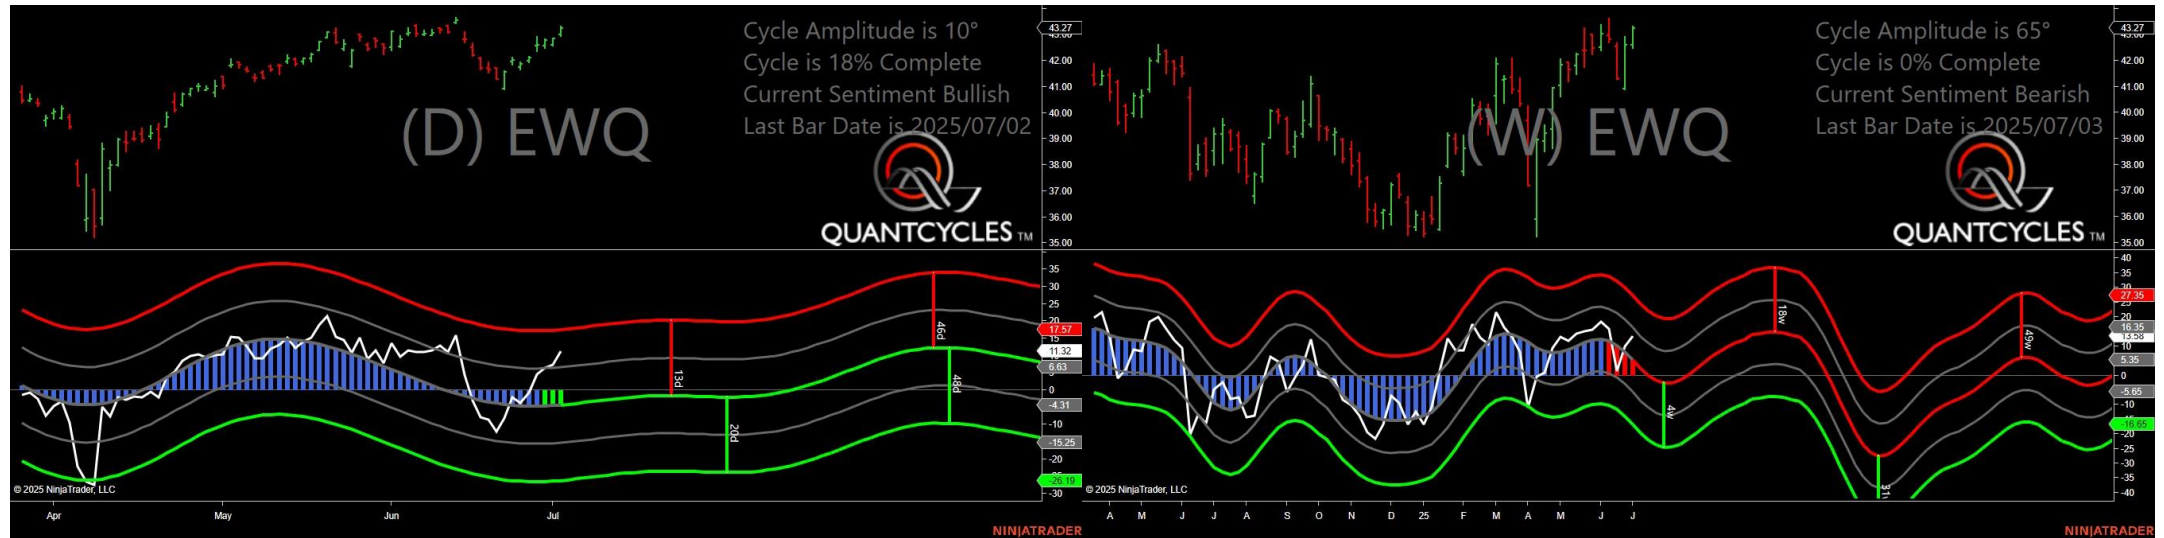 Cycle Amplitude is 10°
Cycle is 18% Complete
Current Sentiment Bullish
Last Bar Date is 2025/07/02
(D) EWQ
QUANTCYCLES TM
43.27
42.00
41.00
40.00
39.00
38.00
37.00
36.00
35.00
35
30
25
20
17.57
11.32
6.63
0
-4.31
-10
-15.25
-20
-26.19
-30
13d
20d
46d
48d
© 2025 NinjaTrader, LLC
Apr May Jun Jul
NINJATRADER
Cycle Amplitude is 65°
Cycle is 0% Complete
Current Sentiment Bearish
Last Bar Date is 2025/07/03
(W) EWQ
QUANTCYCLES TM
43.27
42.00
41.00
40.00
39.00
38.00
37.00
36.00
35.00
40
35
27.35
20
16.35
13.58
10
5.35
0
-5.65
-10
-16.65
-20
-25
-30
-35
-40
4w
18w
49w
© 2025 NinjaTrader, LLC
A M J J A S O N D 25 F M A M J J
NINJATRADER